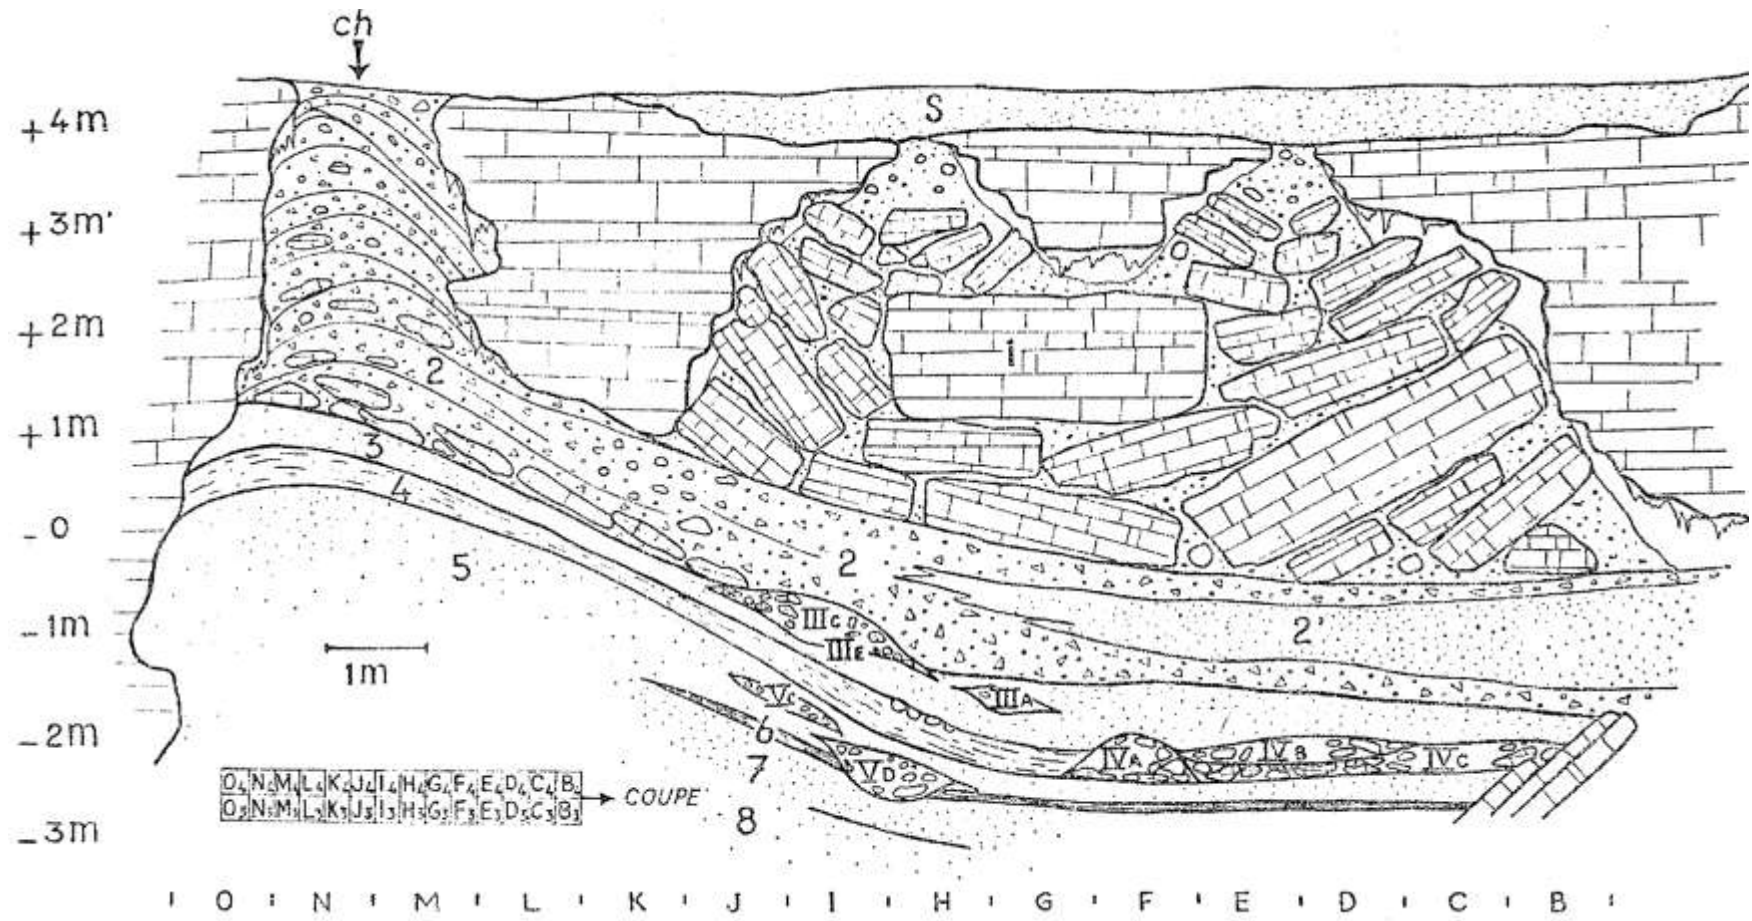 ch
S
+ 4m
+ 3m'
+ 2m
1
2
+ 1m
3
4
- 0
5
2
IIIC
- 1m
2'
IIIE
1m
IIIA
VC
6
- 2m
IVA
IVB
IVC
7
VD
O4 N4 M4 L4 K4 J4 I4 H4 G4 F4 E4 D4 C4 B4
O3 N3 M3 L3 K3 J3 I3 H3 G3 F3 E3 D3 C3 B3
COUPE
8
- 3m
O N M L K J I H G F E D C B